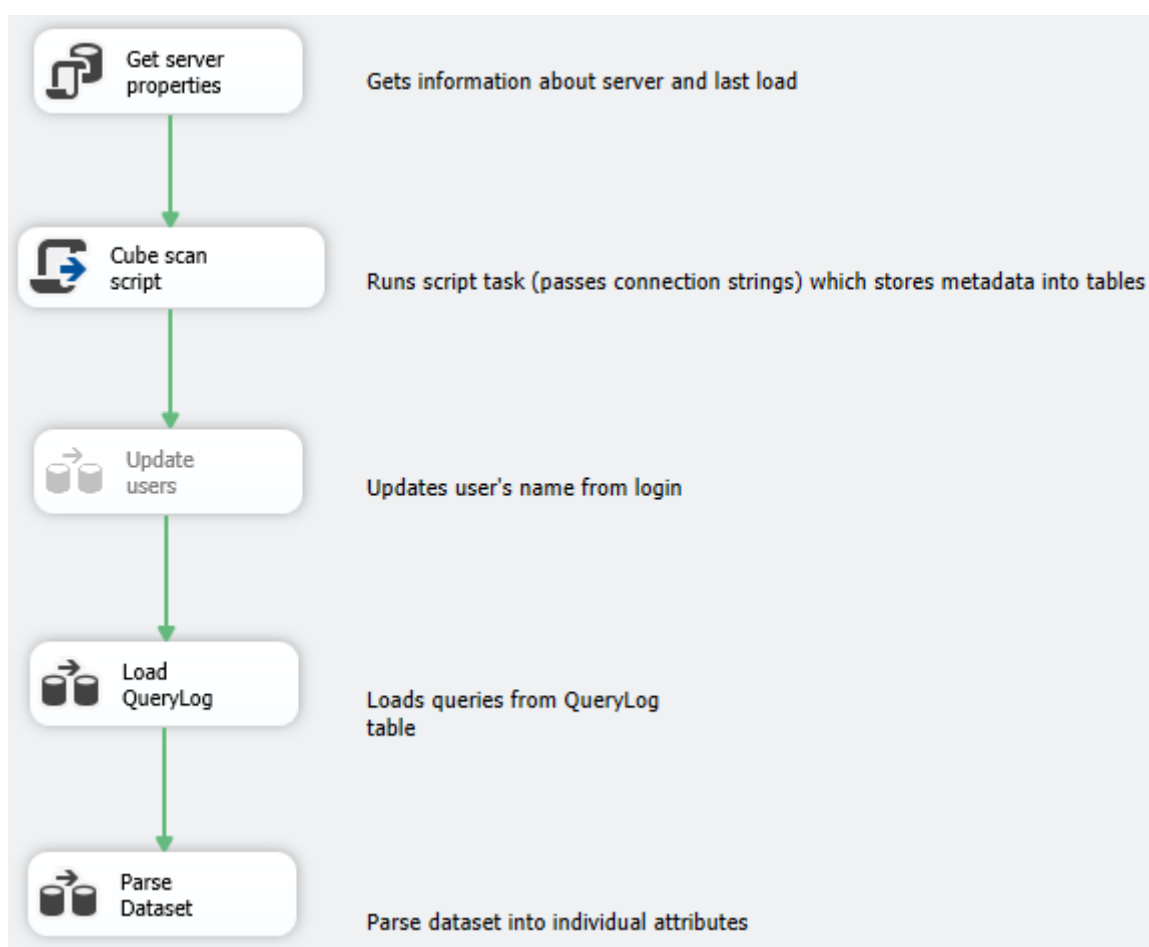 Get server
properties
Gets information about server and last load
Cube scan
script
Runs script task (passes connection strings) which stores metadata into tables
Update
users
Updates user's name from login
Load
QueryLog
Loads queries from QueryLog
table
Parse
Dataset
Parse dataset into individual attributes